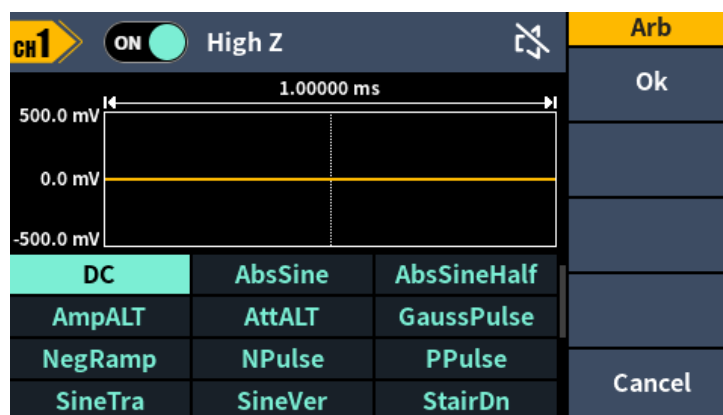 CH1 ON High Z Arb
Ok
1.00000 ms
500.0 mV
0.0 mV
-500.0 mV
DC AbsSine AbsSineHalf
AmpALT AttALT GaussPulse
NegRamp NPulse PPulse
SineTra SineVer StairDn
Cancel